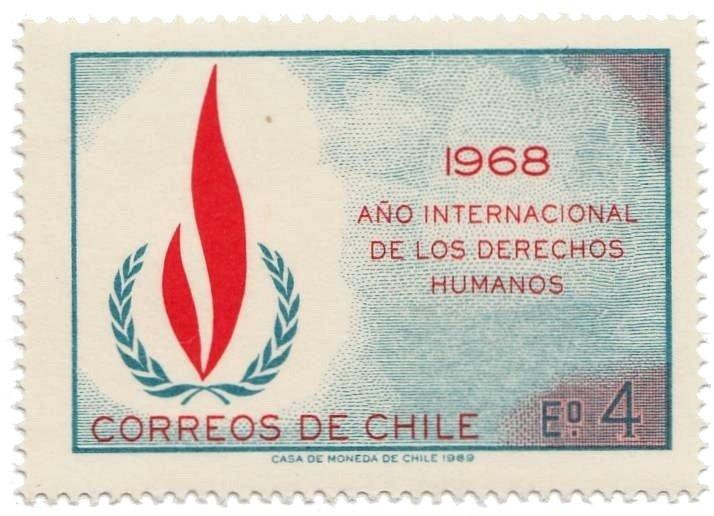 1968
AÑO INTERNACIONAL
DE LOS DERECHOS
HUMANOS
CORREOS DE CHILE
Eº. 4
CASA DE MONEDA DE CHILE 1969